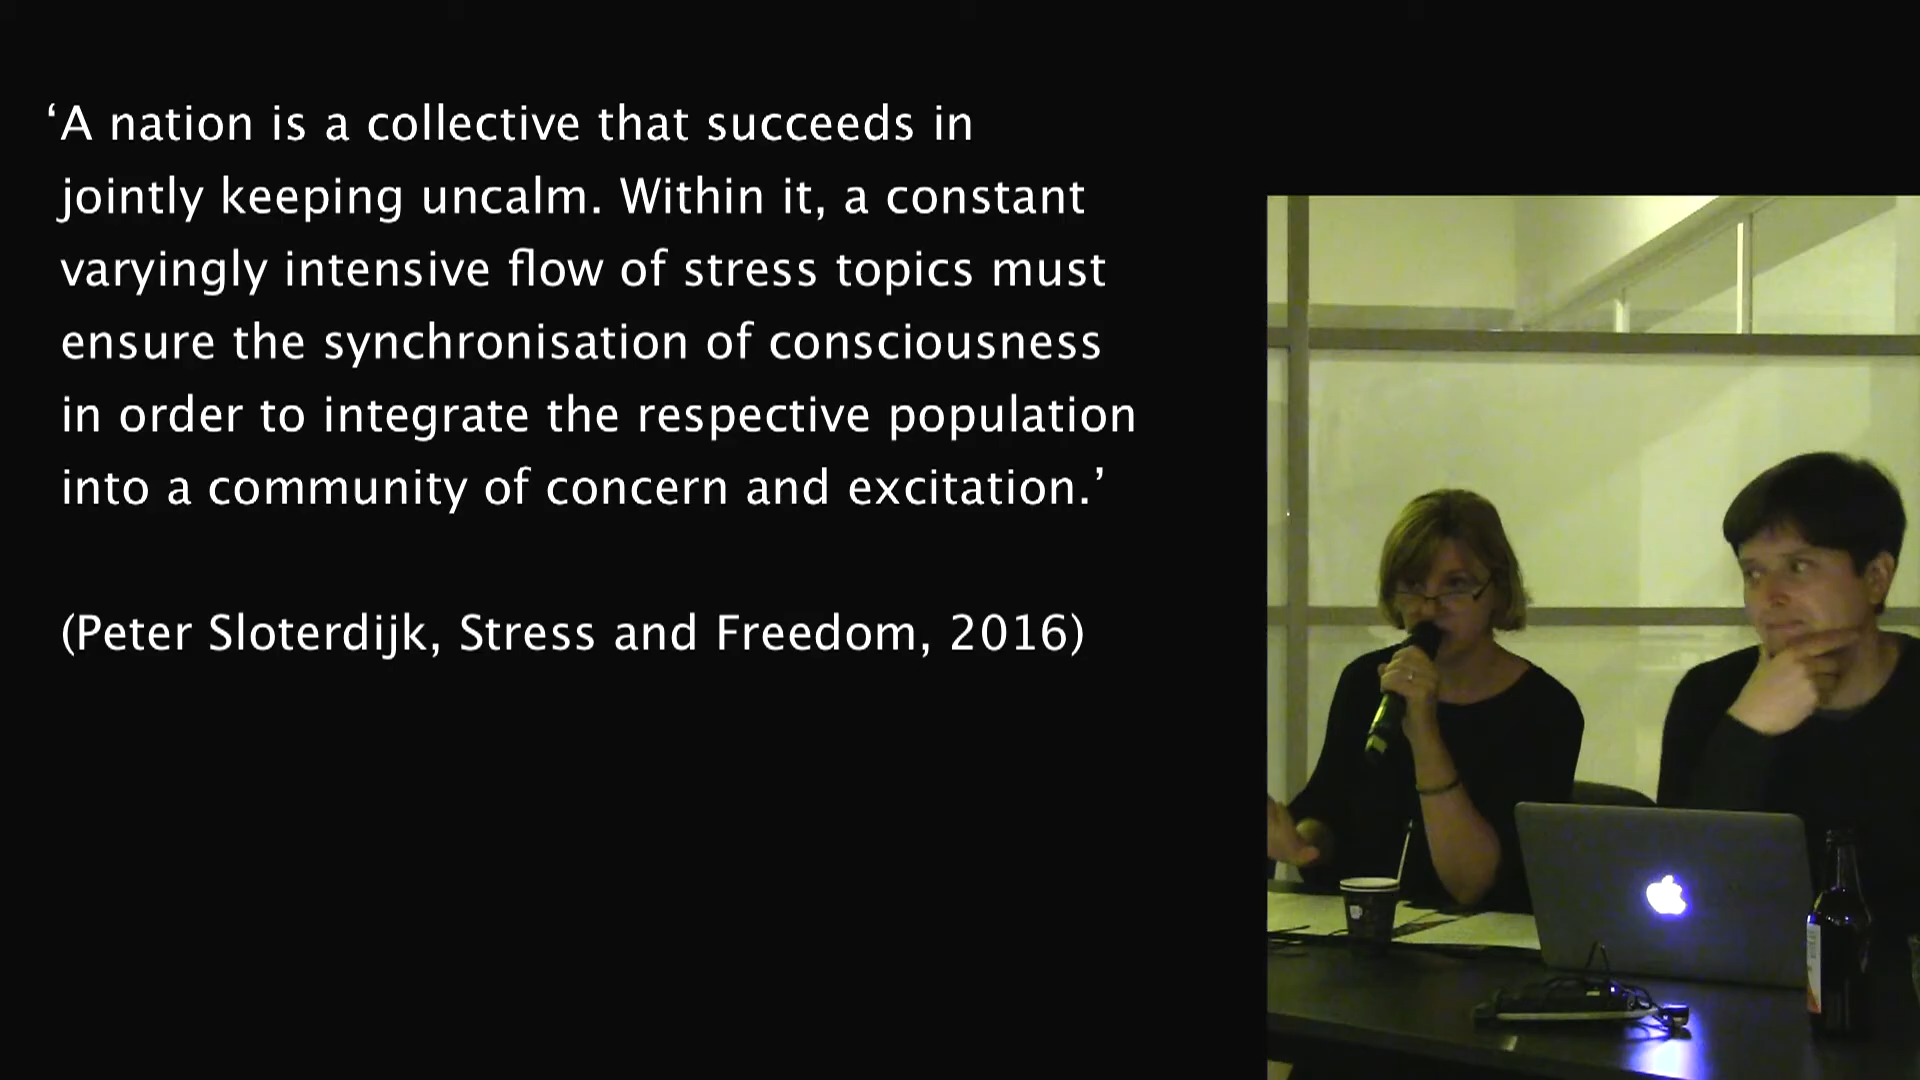 ‘A nation is a collective that succeeds in
jointly keeping uncalm. Within it, a constant
varyingly intensive flow of stress topics must
ensure the synchronisation of consciousness
in order to integrate the respective population
into a community of concern and excitation.’
(Peter Sloterdijk, Stress and Freedom, 2016)